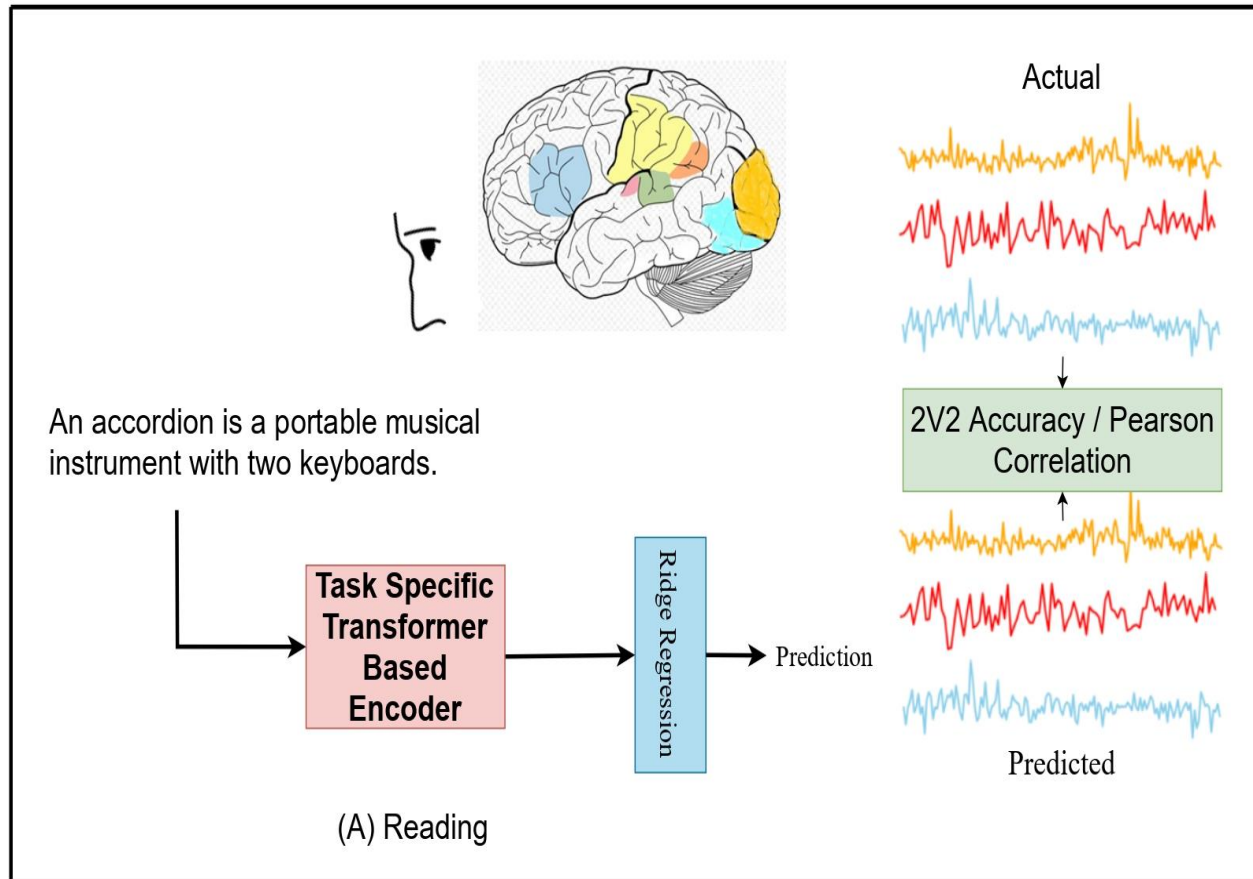 Actual
An accordion is a portable musical
instrument with two keyboards.
2V2 Accuracy / Pearson
Correlation
Task Specific
Transformer
Based
Encoder
Ridge Regression
Prediction
Predicted
(A) Reading